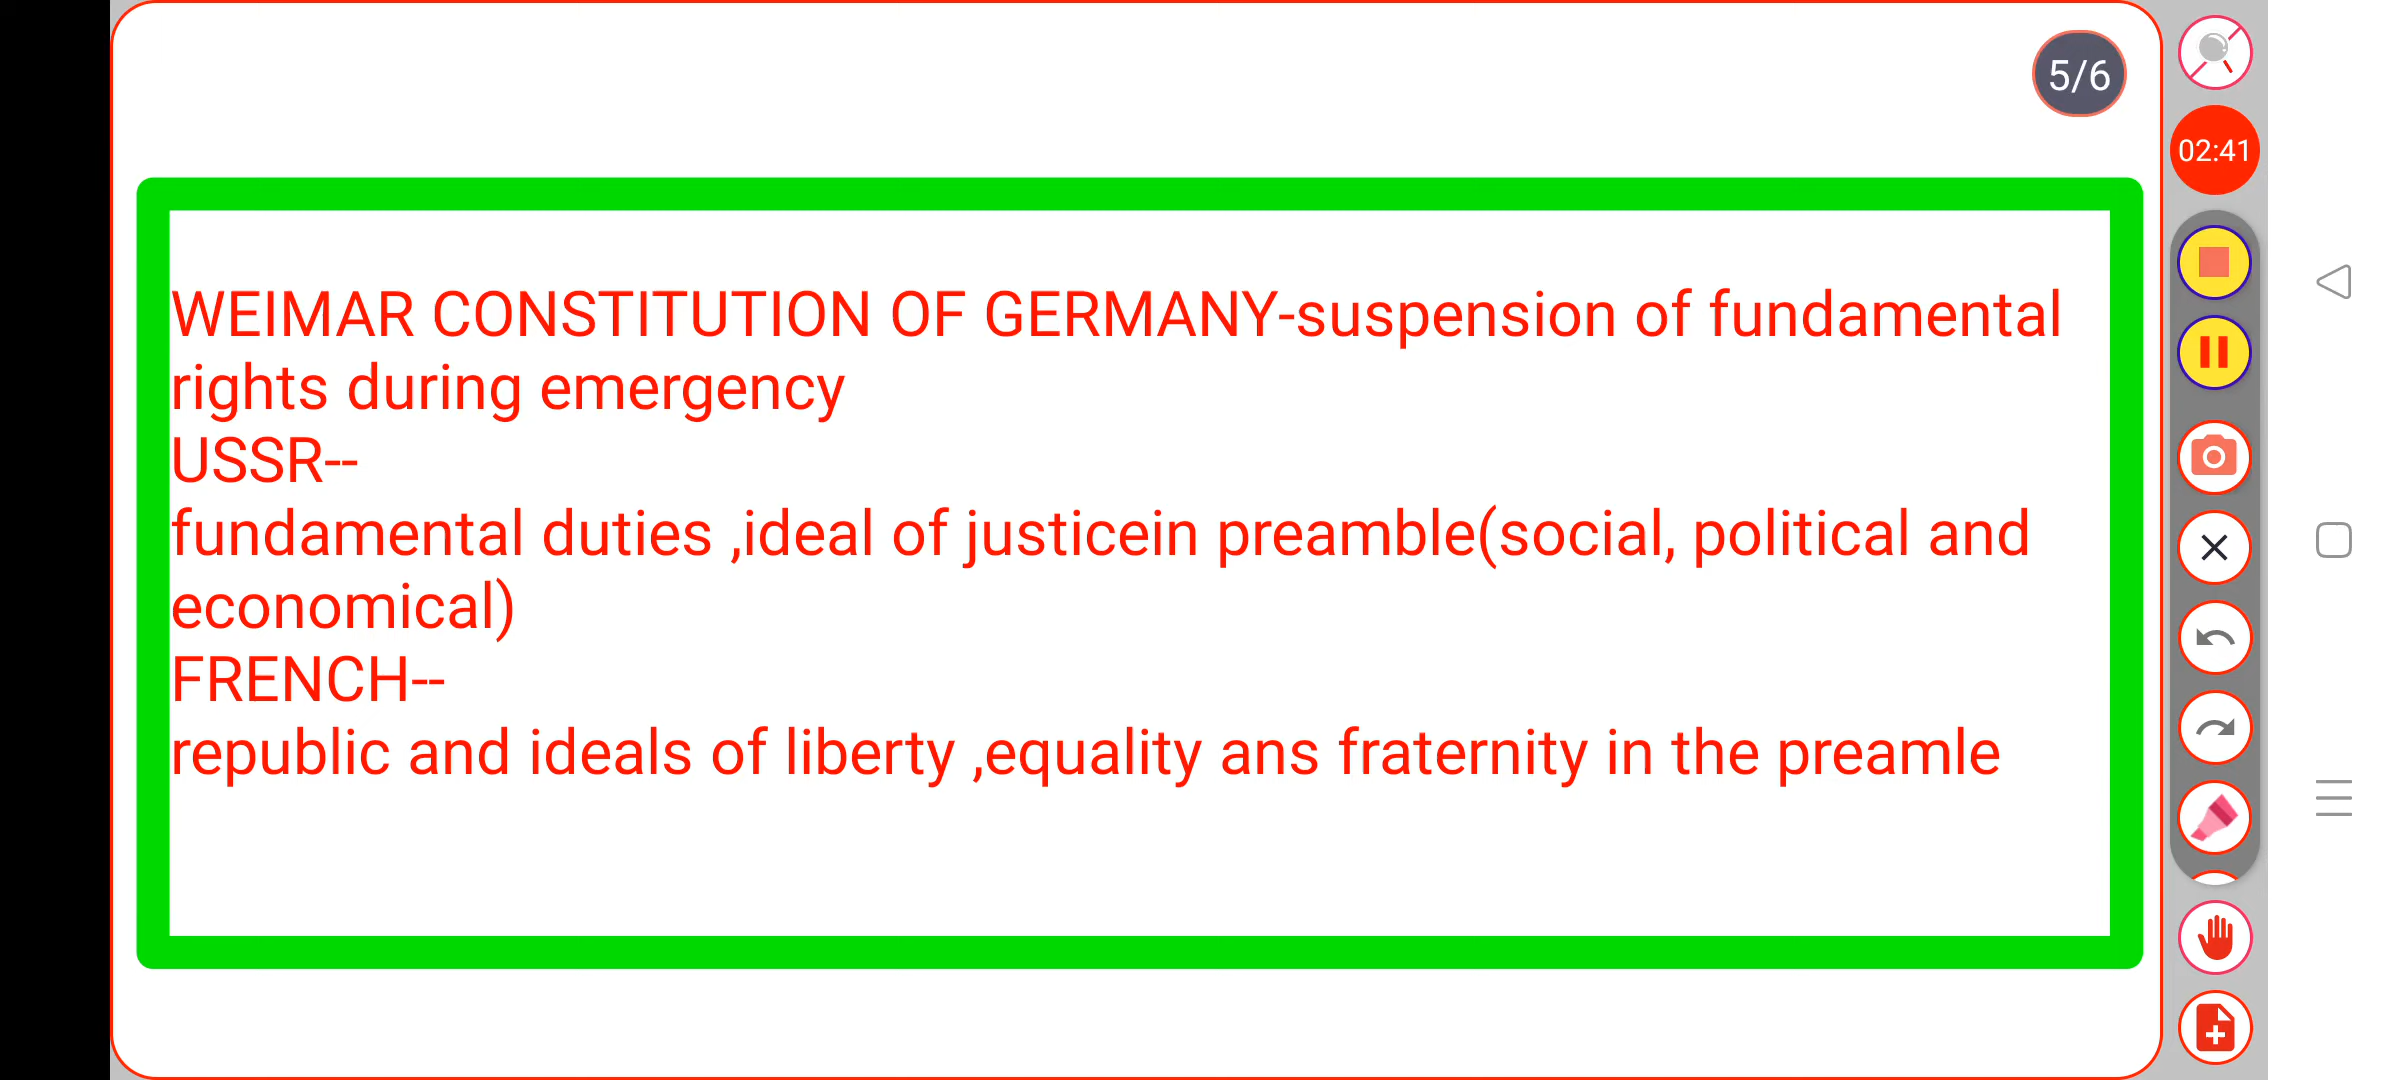 5/6
02:41
WEIMAR CONSTITUTION OF GERMANY-suspension of fundamental
rights during emergency
USSR--
fundamental duties ,ideal of justicein preamble(social, political and
economical)
FRENCH--
republic and ideals of liberty ,equality ans fraternity in the preamle